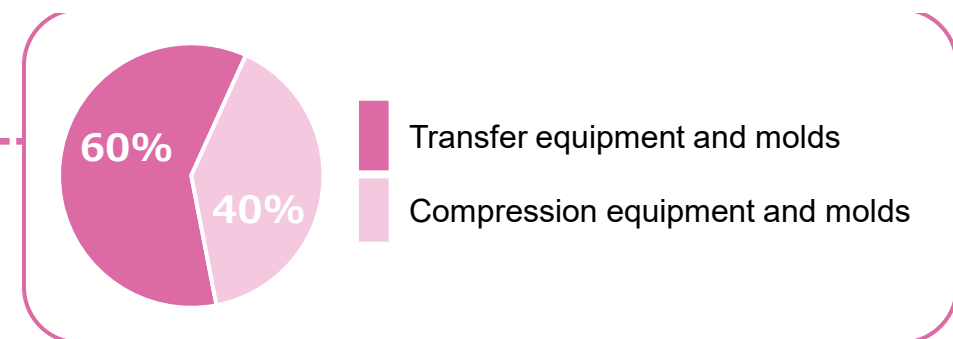 60%
40%
Transfer equipment and molds
Compression equipment and molds